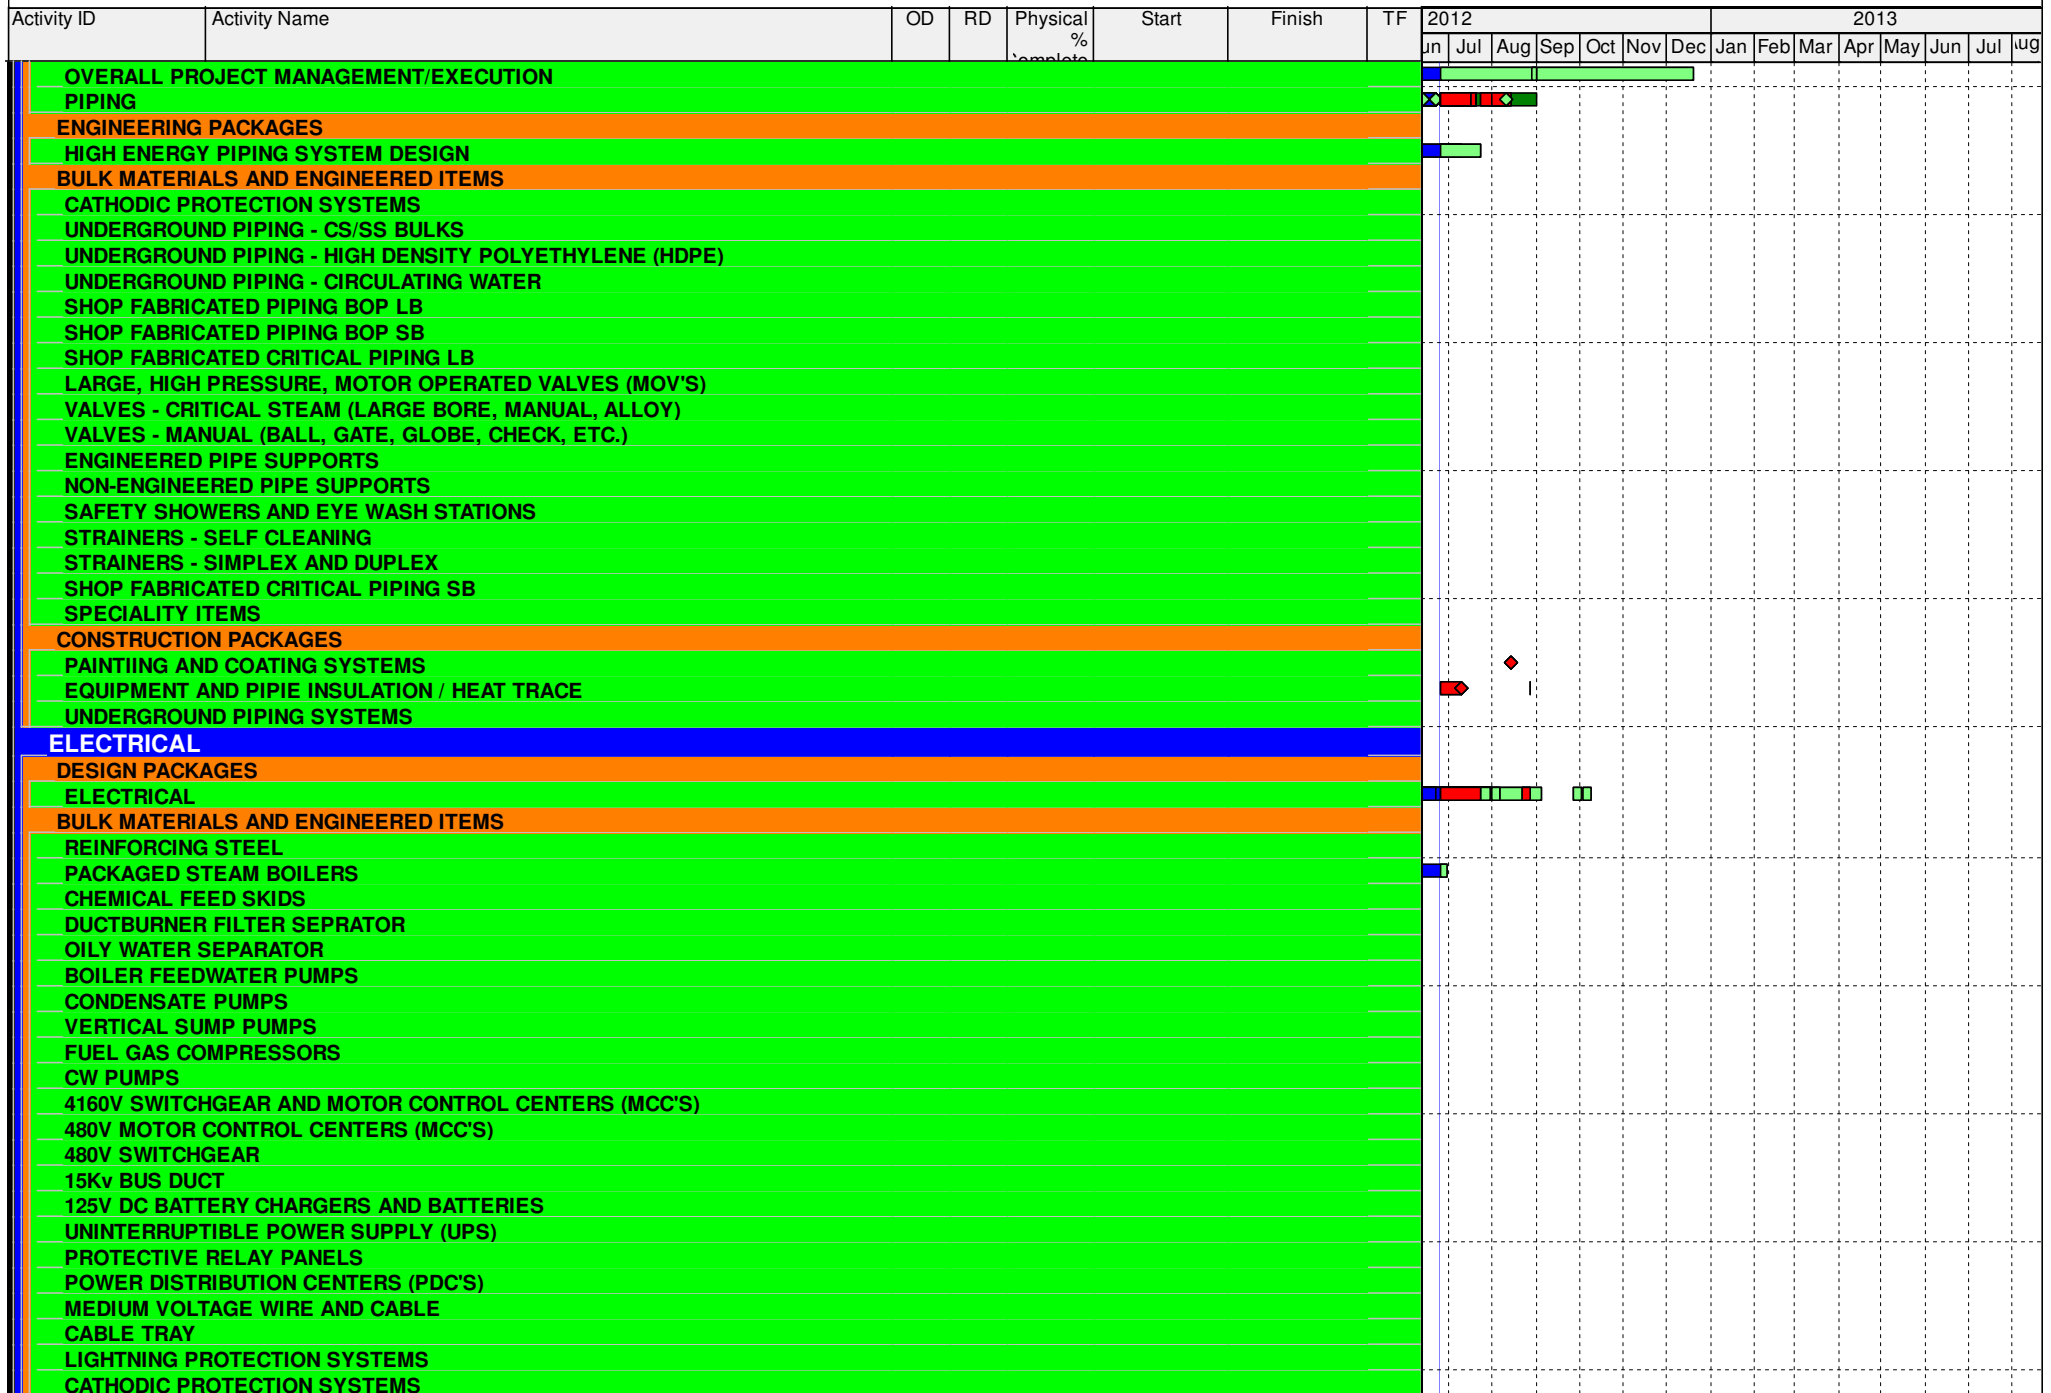 Activity ID Activity Name OD RD Physical % Start Finish TF 2012 2013
un Jul Aug Sep Oct Nov Dec Jan Feb Mar Apr May Jun Jul Aug
OVERALL PROJECT MANAGEMENT/EXECUTION
PIPING
ENGINEERING PACKAGES
HIGH ENERGY PIPING SYSTEM DESIGN
BULK MATERIALS AND ENGINEERED ITEMS
CATHODIC PROTECTION SYSTEMS
UNDERGROUND PIPING - CS/SS BULKS
UNDERGROUND PIPING - HIGH DENSITY POLYETHYLENE (HDPE)
UNDERGROUND PIPING - CIRCULATING WATER
SHOP FABRICATED PIPING BOP LB
SHOP FABRICATED PIPING BOP SB
SHOP FABRICATED CRITICAL PIPING LB
LARGE, HIGH PRESSURE, MOTOR OPERATED VALVES (MOV'S)
VALVES - CRITICAL STEAM (LARGE BORE, MANUAL, ALLOY)
VALVES - MANUAL (BALL, GATE, GLOBE, CHECK, ETC.)
ENGINEERED PIPE SUPPORTS
NON-ENGINEERED PIPE SUPPORTS
SAFETY SHOWERS AND EYE WASH STATIONS
STRAINERS - SELF CLEANING
STRAINERS - SIMPLEX AND DUPLEX
SHOP FABRICATED CRITICAL PIPING SB
SPECIALITY ITEMS
CONSTRUCTION PACKAGES
PAINTIING AND COATING SYSTEMS
EQUIPMENT AND PIPIE INSULATION / HEAT TRACE
UNDERGROUND PIPING SYSTEMS
ELECTRICAL
DESIGN PACKAGES
ELECTRICAL
BULK MATERIALS AND ENGINEERED ITEMS
REINFORCING STEEL
PACKAGED STEAM BOILERS
CHEMICAL FEED SKIDS
DUCTBURNER FILTER SEPRATOR
OILY WATER SEPARATOR
BOILER FEEDWATER PUMPS
CONDENSATE PUMPS
VERTICAL SUMP PUMPS
FUEL GAS COMPRESSORS
CW PUMPS
4160V SWITCHGEAR AND MOTOR CONTROL CENTERS (MCC'S)
480V MOTOR CONTROL CENTERS (MCC'S)
480V SWITCHGEAR
15Kv BUS DUCT
125V DC BATTERY CHARGERS AND BATTERIES
UNINTERRUPTIBLE POWER SUPPLY (UPS)
PROTECTIVE RELAY PANELS
POWER DISTRIBUTION CENTERS (PDC'S)
MEDIUM VOLTAGE WIRE AND CABLE
CABLE TRAY
LIGHTNING PROTECTION SYSTEMS
CATHODIC PROTECTION SYSTEMS